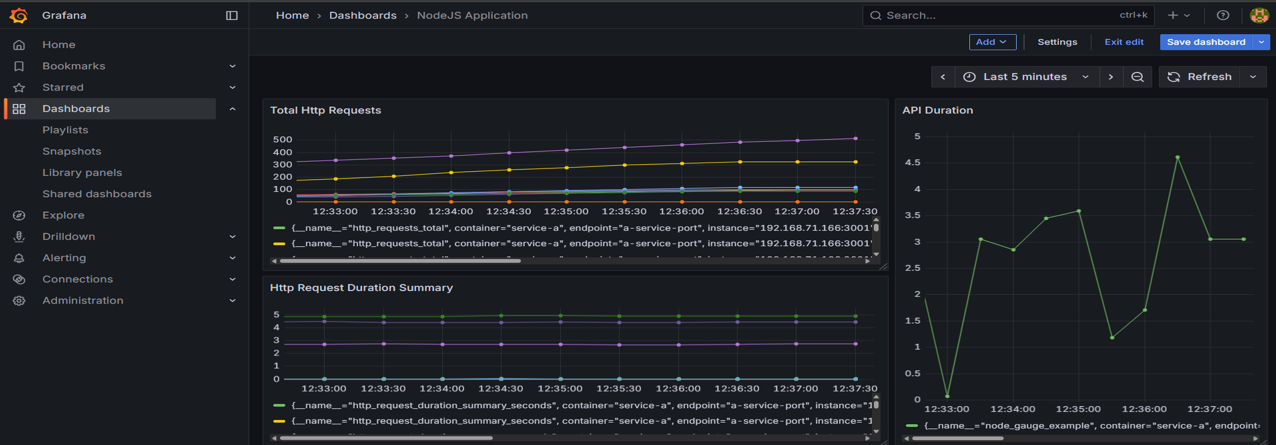 Grafana
Home › Dashboards › NodeJS Application
Search...
ctrl+k
Add
Settings
Exit edit
Save dashboard
Last 5 minutes
Refresh
Home
Bookmarks
Starred
Dashboards
Playlists
Snapshots
Library panels
Shared dashboards
Explore
Drilldown
Alerting
Connections
Administration
Total Http Requests
500
400
300
200
100
0
12:33:00 12:33:30 12:34:00 12:34:30 12:35:00 12:35:30 12:36:00 12:36:30 12:37:00 12:37:30
{__name__="http_requests_total", container="service-a", endpoint="a-service-port", instance="192.168.71.166:3001"
{__name__="http_requests_total", container="service-a", endpoint="a-service-port", instance="192.168.71.166:3001"
Http Request Duration Summary
5
4
3
2
1
0
12:33:00 12:33:30 12:34:00 12:34:30 12:35:00 12:35:30 12:36:00 12:36:30 12:37:00 12:37:30
{__name__="http_request_duration_summary_seconds", container="service-a", endpoint="a-service-port", instance="1
{__name__="http_request_duration_summary_seconds", container="service-a", endpoint="a-service-port", instance="1
API Duration
5
4.5
4
3.5
3
2.5
2
1.5
1
0.5
0
12:33:00 12:34:00 12:35:00 12:36:00 12:37:00
{__name__="node_gauge_example", container="service-a", endpoint=